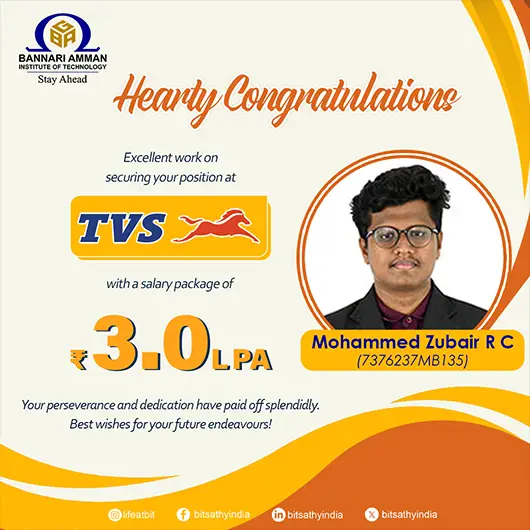 BANNARI AMMAN
INSTITUTE OF TECHNOLOGY
Stay Ahead
Hearty Congratulations
Excellent work on
securing your position at
TVS
with a salary package of
₹ 3.0 LPA
Mohammed Zubair R C
(7376237MB135)
Your perseverance and dedication have paid off splendidly.
Best wishes for your future endeavours!
lifeatbit bitsathyindia bitsathyindia bitsathyindia